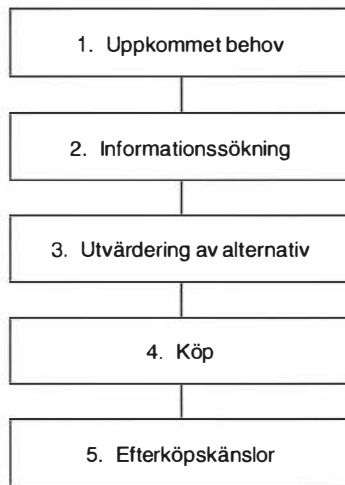 1. Uppkommet behov
2. Informationssökning
3. Utvärdering av alternativ
4. Köp
5. Efterköpskänslor